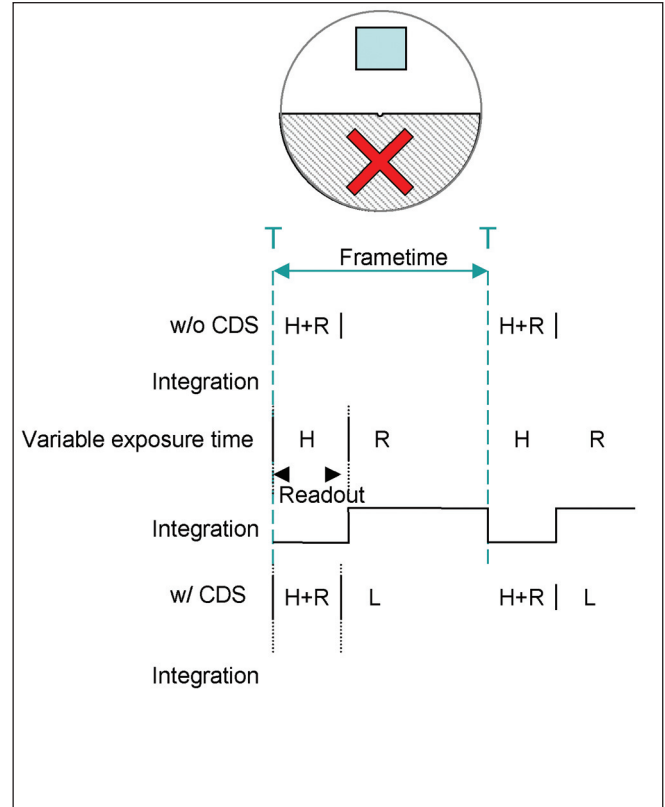 T T
Frametime
w/o CDS H+R | H+R |
Integration
Variable exposure time H R H R
Readout
Integration
w/ CDS H+R L H+R | L
Integration